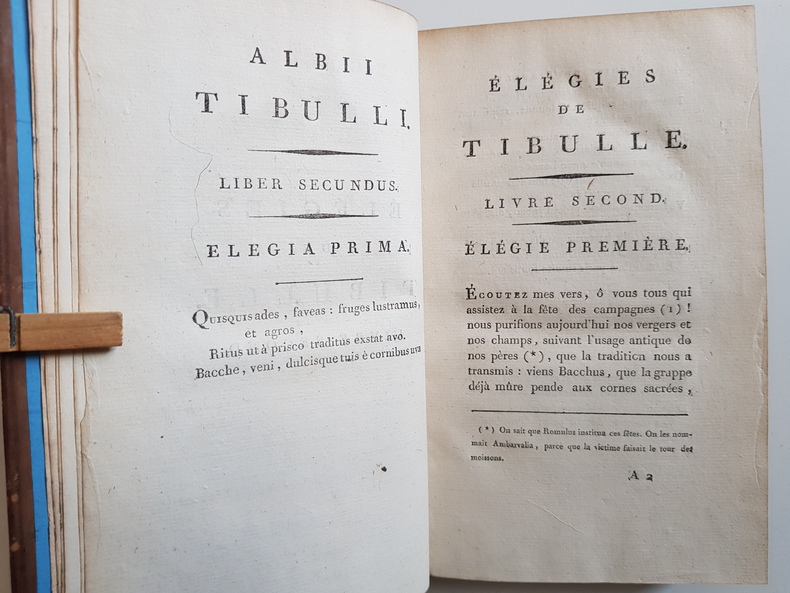 ALBII
TIBULLI.
LIBER SECUNDUS.
ELEGIA PRIMA.
Quisquis ades , faveas : fruges lustramus,
et agros ,
Ritus ut à prisco traditus exstat avo.
Bacche, veni, dulcisque tuis è cornibus uva
ÉLÉGIES
DE
TIBULLE.
LIVRE SECOND.
ÉLÉGIE PREMIÈRE.
Écoutez mes vers, ô vous tous qui
assistez à la fête des campagnes (1) !
nous purifions aujourd'hui nos vergers et
nos champs, suivant l'usage antique de
nos pères (*), que la tradition nous a
transmis : viens Bacchus, que la grappe
déjà mûre pende aux cornes sacrées ,
(*) On sait que Romulus institua ces fêtes. On les nom-
mait Ambarvalia, parce que la victime faisait le tour des
moissons.
A 2